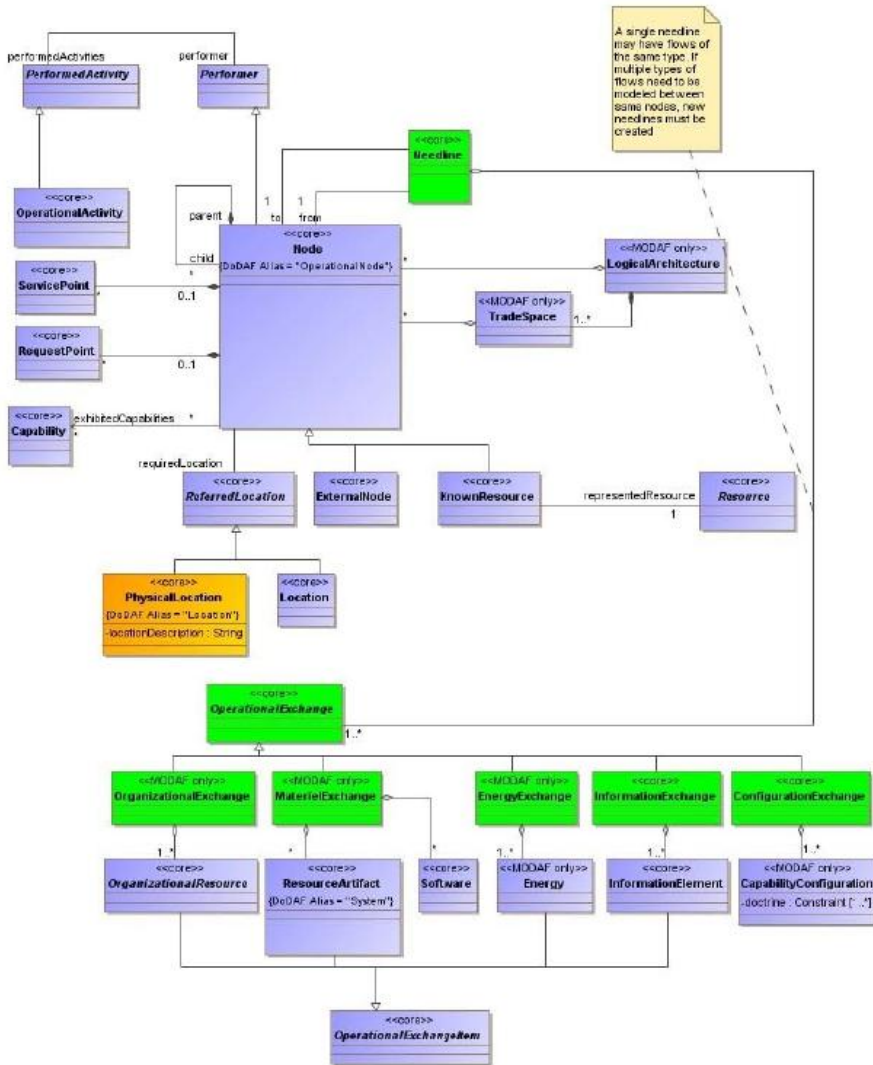 A single needline
may have flows of
the same type. If
multiple types of
flows need to be
modeled between
same nodes, new
needlines must be
created
performedActivities
performer
PerformedActivity
Performer
<<core>>
Needline
<<core>>
OperationalActivity
parent
child
*
1
to
1
from
<<core>>
Node
{DoDAF Alias = "OperationalNode"}
<<core>>
ServicePoint
*
0..1
<<core>>
RequestPoint
*
0..1
*
<<MODAF only>>
LogicalArchitecture
*
<<MODAF only>>
TradeSpace
1..*
<<core>>
Capability
exhibitedCapabilities
*
*
requiredLocation
<<core>>
ReferredLocation
<<core>>
ExternalNode
<<core>>
KnownResource
representedResource
1
<<core>>
Resource
<<core>>
PhysicalLocation
{DoDAF Alias = "Location"}
-locationDescription : String
<<core>>
Location
<<core>>
OperationalExchange
1..*
<<MODAF only>>
OrganizationalExchange
<<MODAF only>>
MaterielExchange
<<MODAF only>>
EnergyExchange
<<core>>
InformationExchange
<<core>>
ConfigurationExchange
1..*
*
*
1..*
1..*
1..*
<<core>>
OrganizationalResource
<<core>>
ResourceArtifact
{DoDAF Alias = "System"}
<<core>>
Software
<<MODAF only>>
Energy
<<core>>
InformationElement
<<MODAF only>>
CapabilityConfiguration
-doctrine : Constraint [*..*]
<<core>>
OperationalExchangeItem